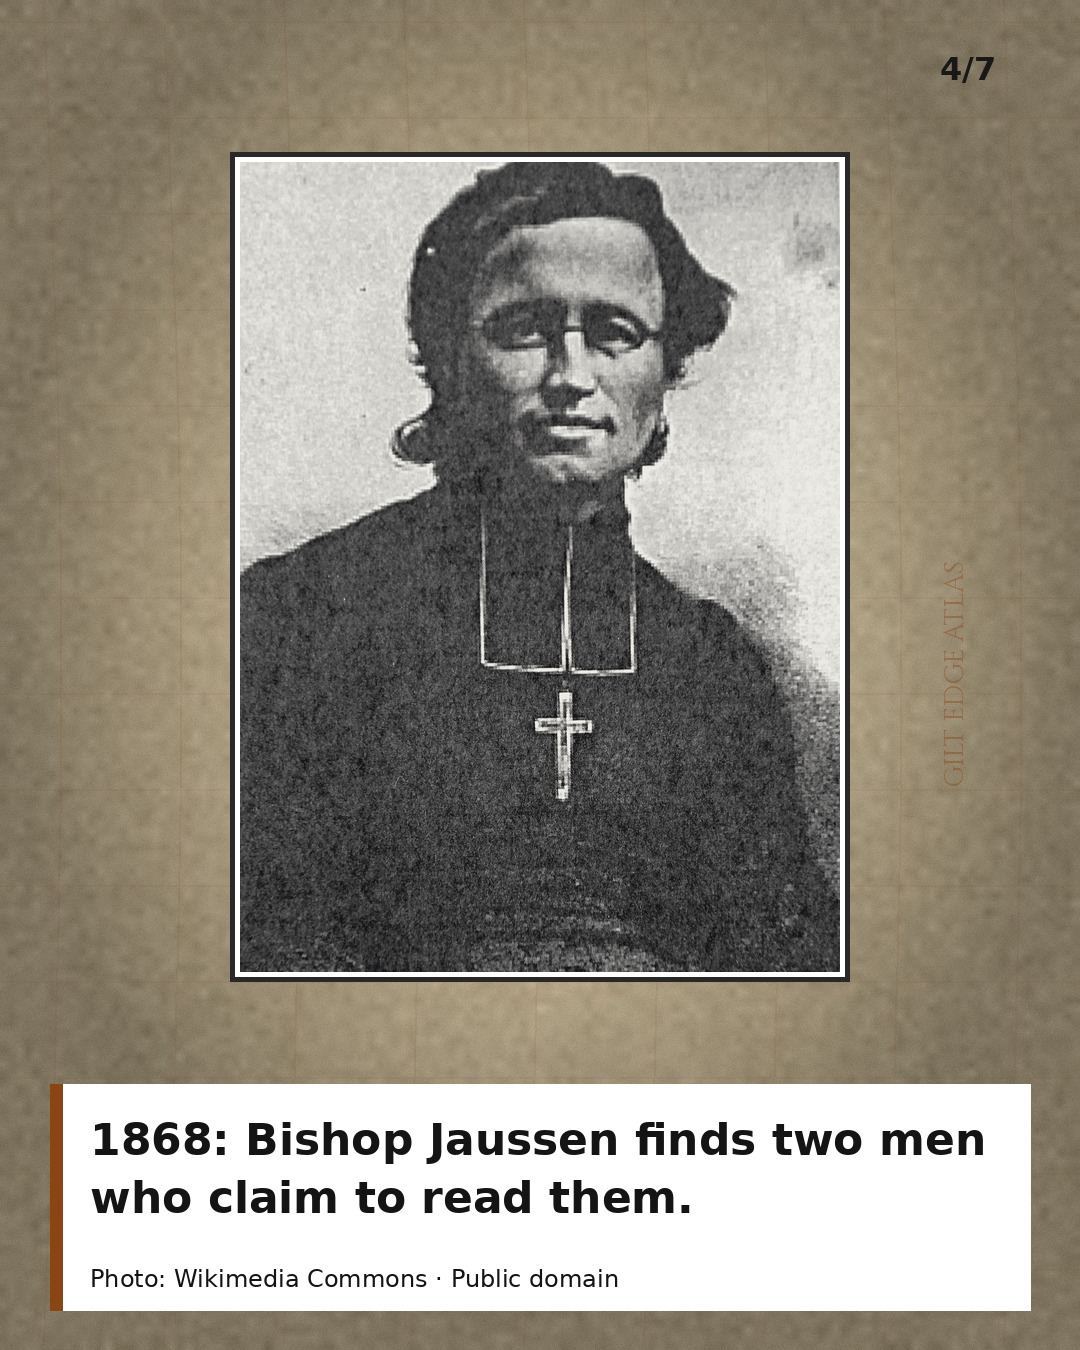 4/7
GILT EDGE ATLAS
1868: Bishop Jaussen finds two men
who claim to read them.
Photo: Wikimedia Commons · Public domain